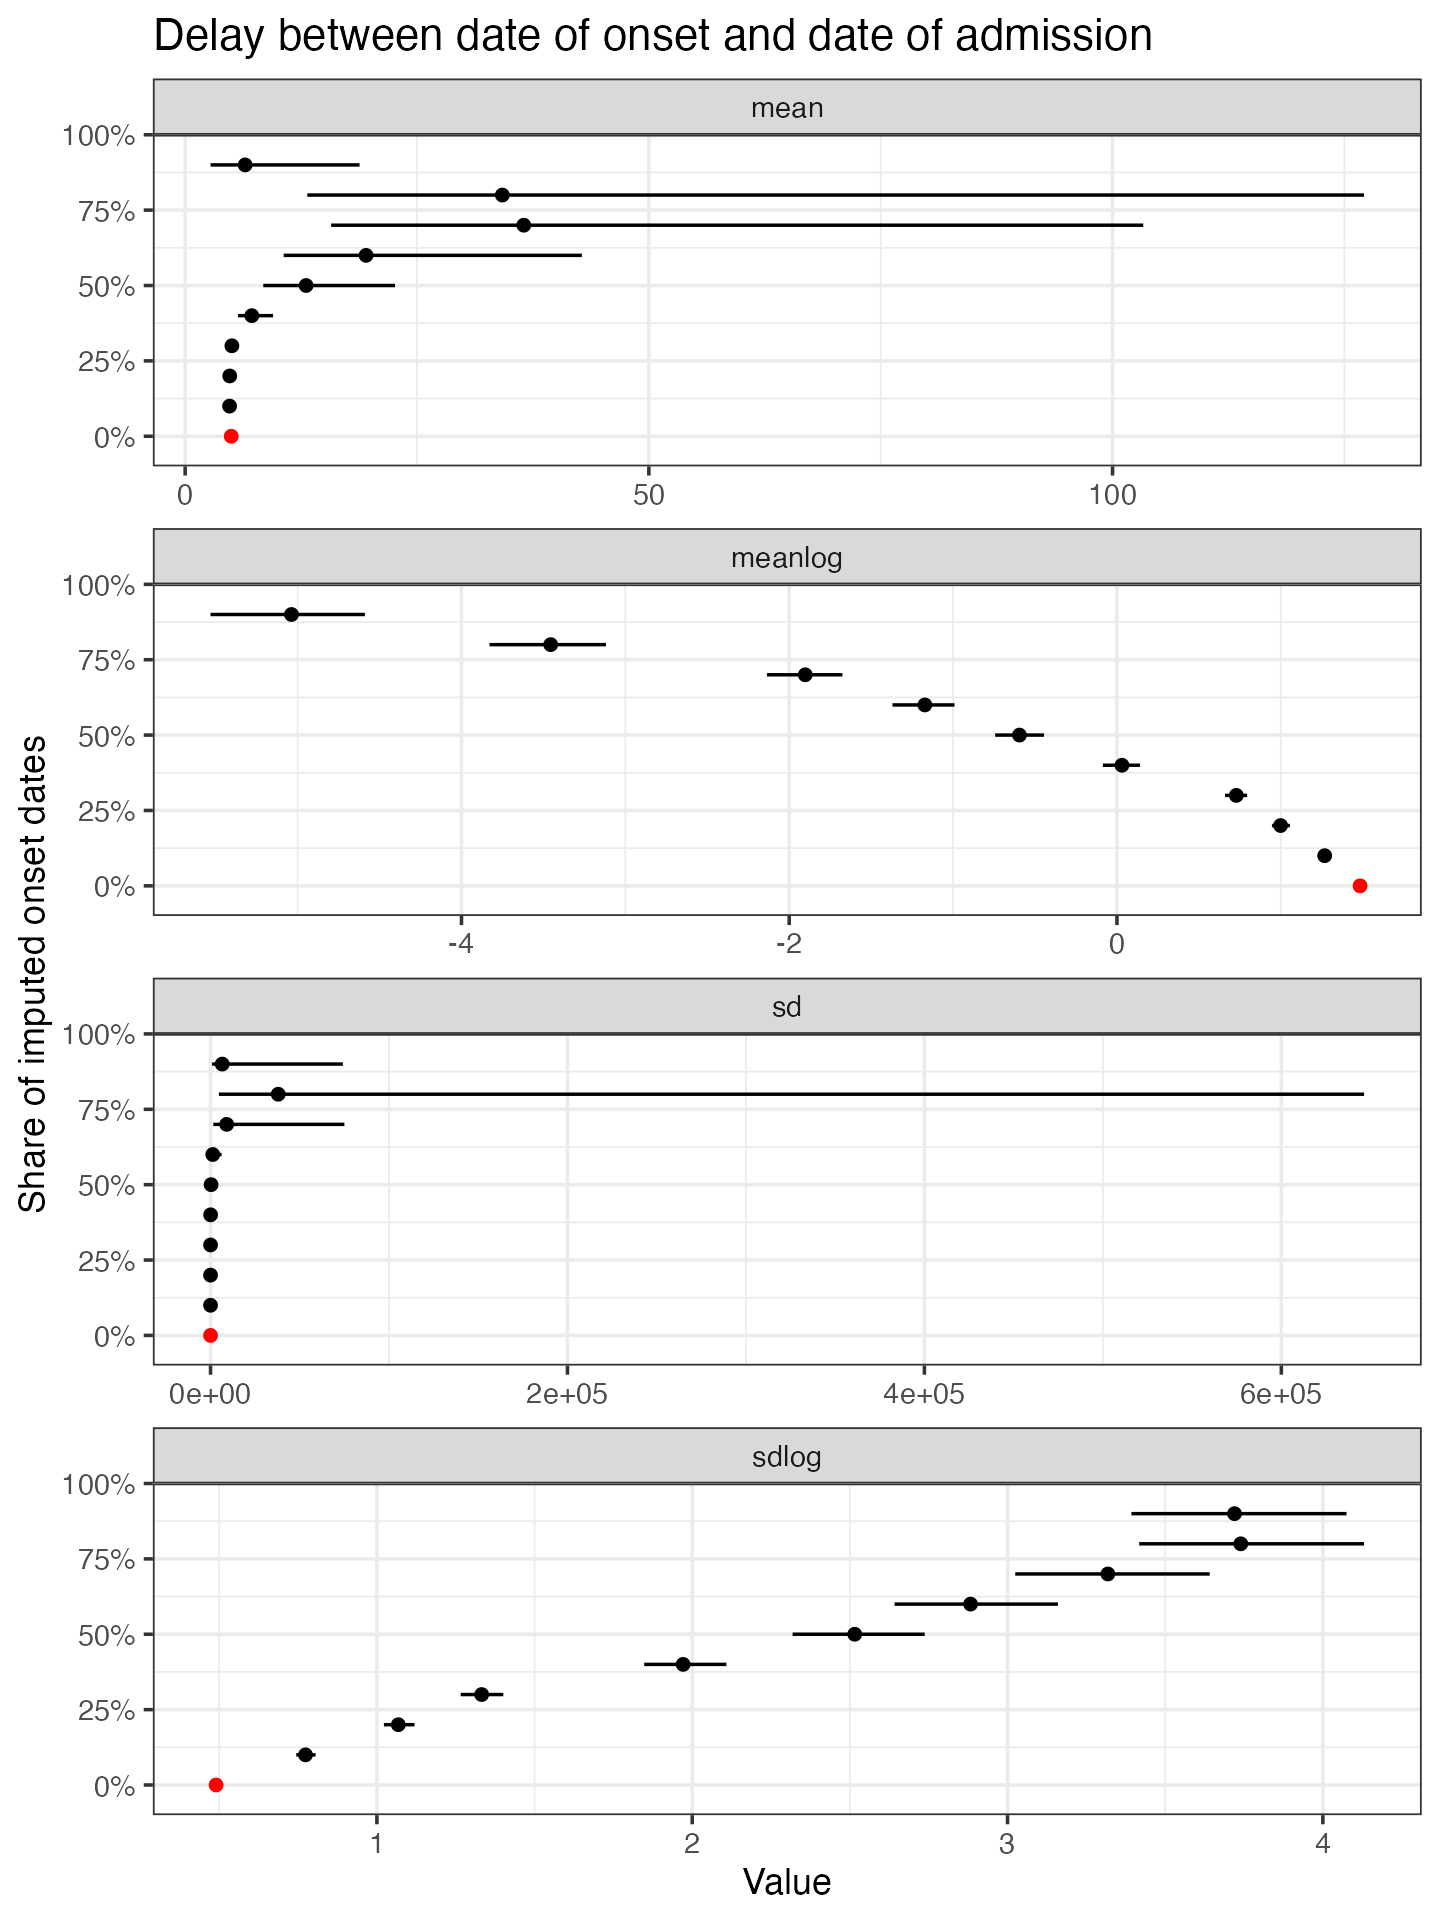 Delay between date of onset and date of admission
mean
100%
75%
50%
25%
0%
0 50 100
meanlog
100%
75%
50%
25%
0%
-4 -2 0
Share of imputed onset dates
sd
100%
75%
50%
25%
0%
0e+00 2e+05 4e+05 6e+05
sdlog
100%
75%
50%
25%
0%
1 2 3 4
Value